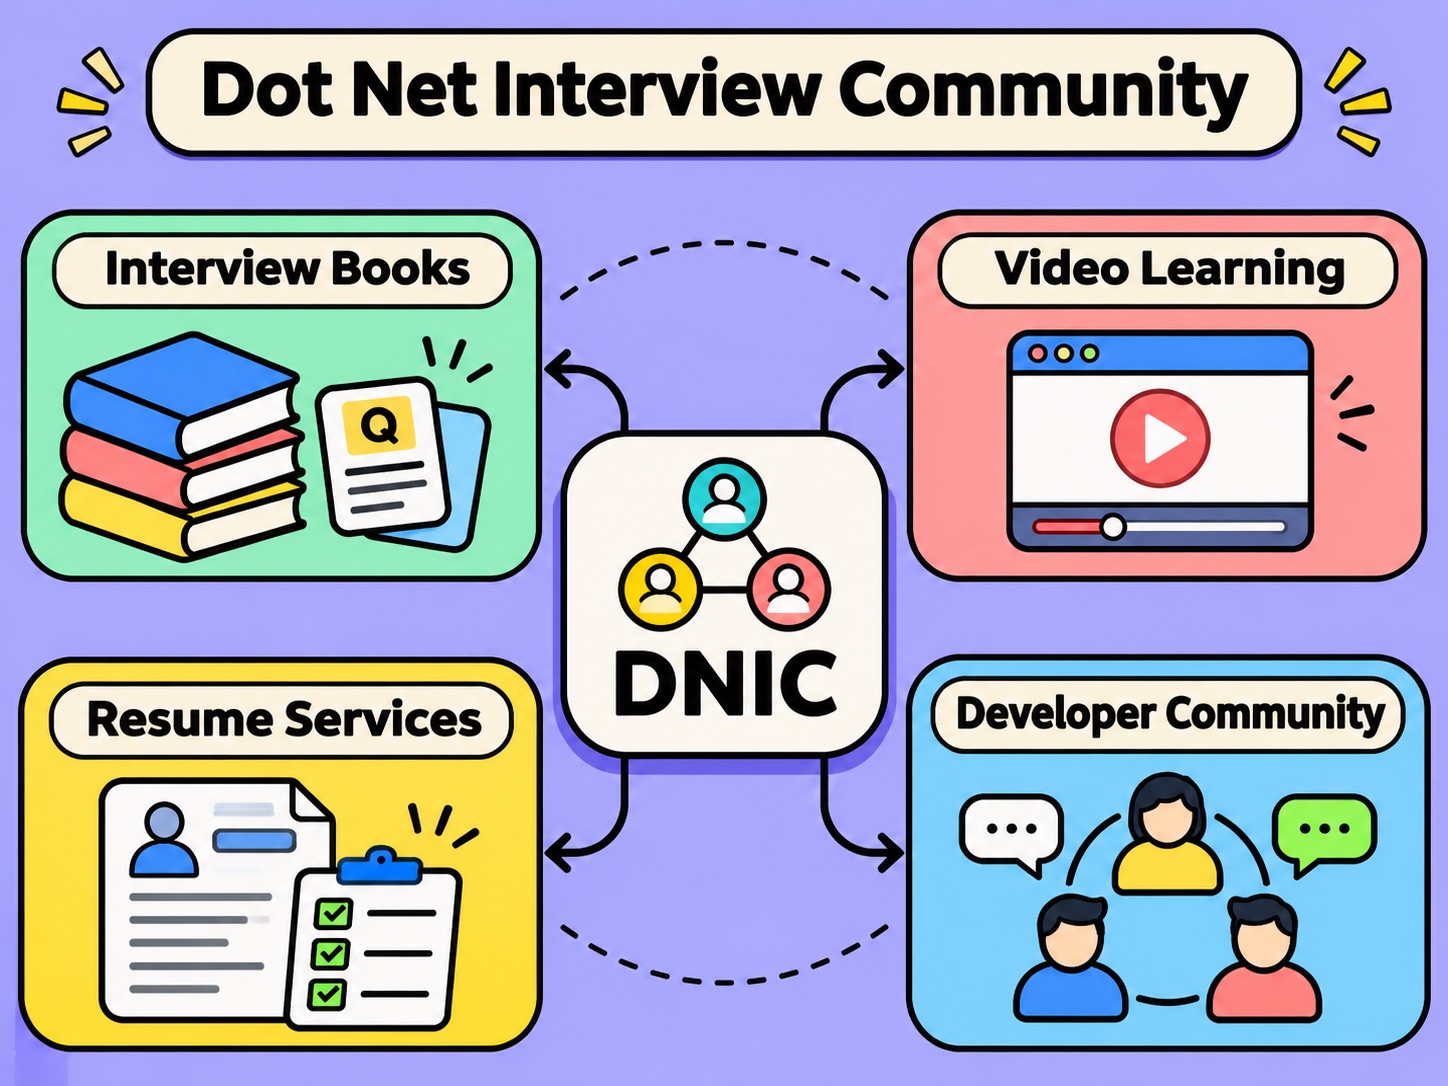 Dot Net Interview Community
Interview Books
Video Learning
Q
DNIC
Resume Services
Developer Community